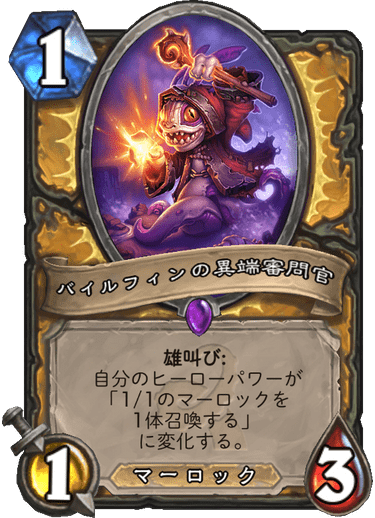 1
バイルフィンの異端審問官
雄叫び:
自分のヒーローパワーが
「1/1のマーロックを
1体召喚する」
に変化する。
マーロック
1
3